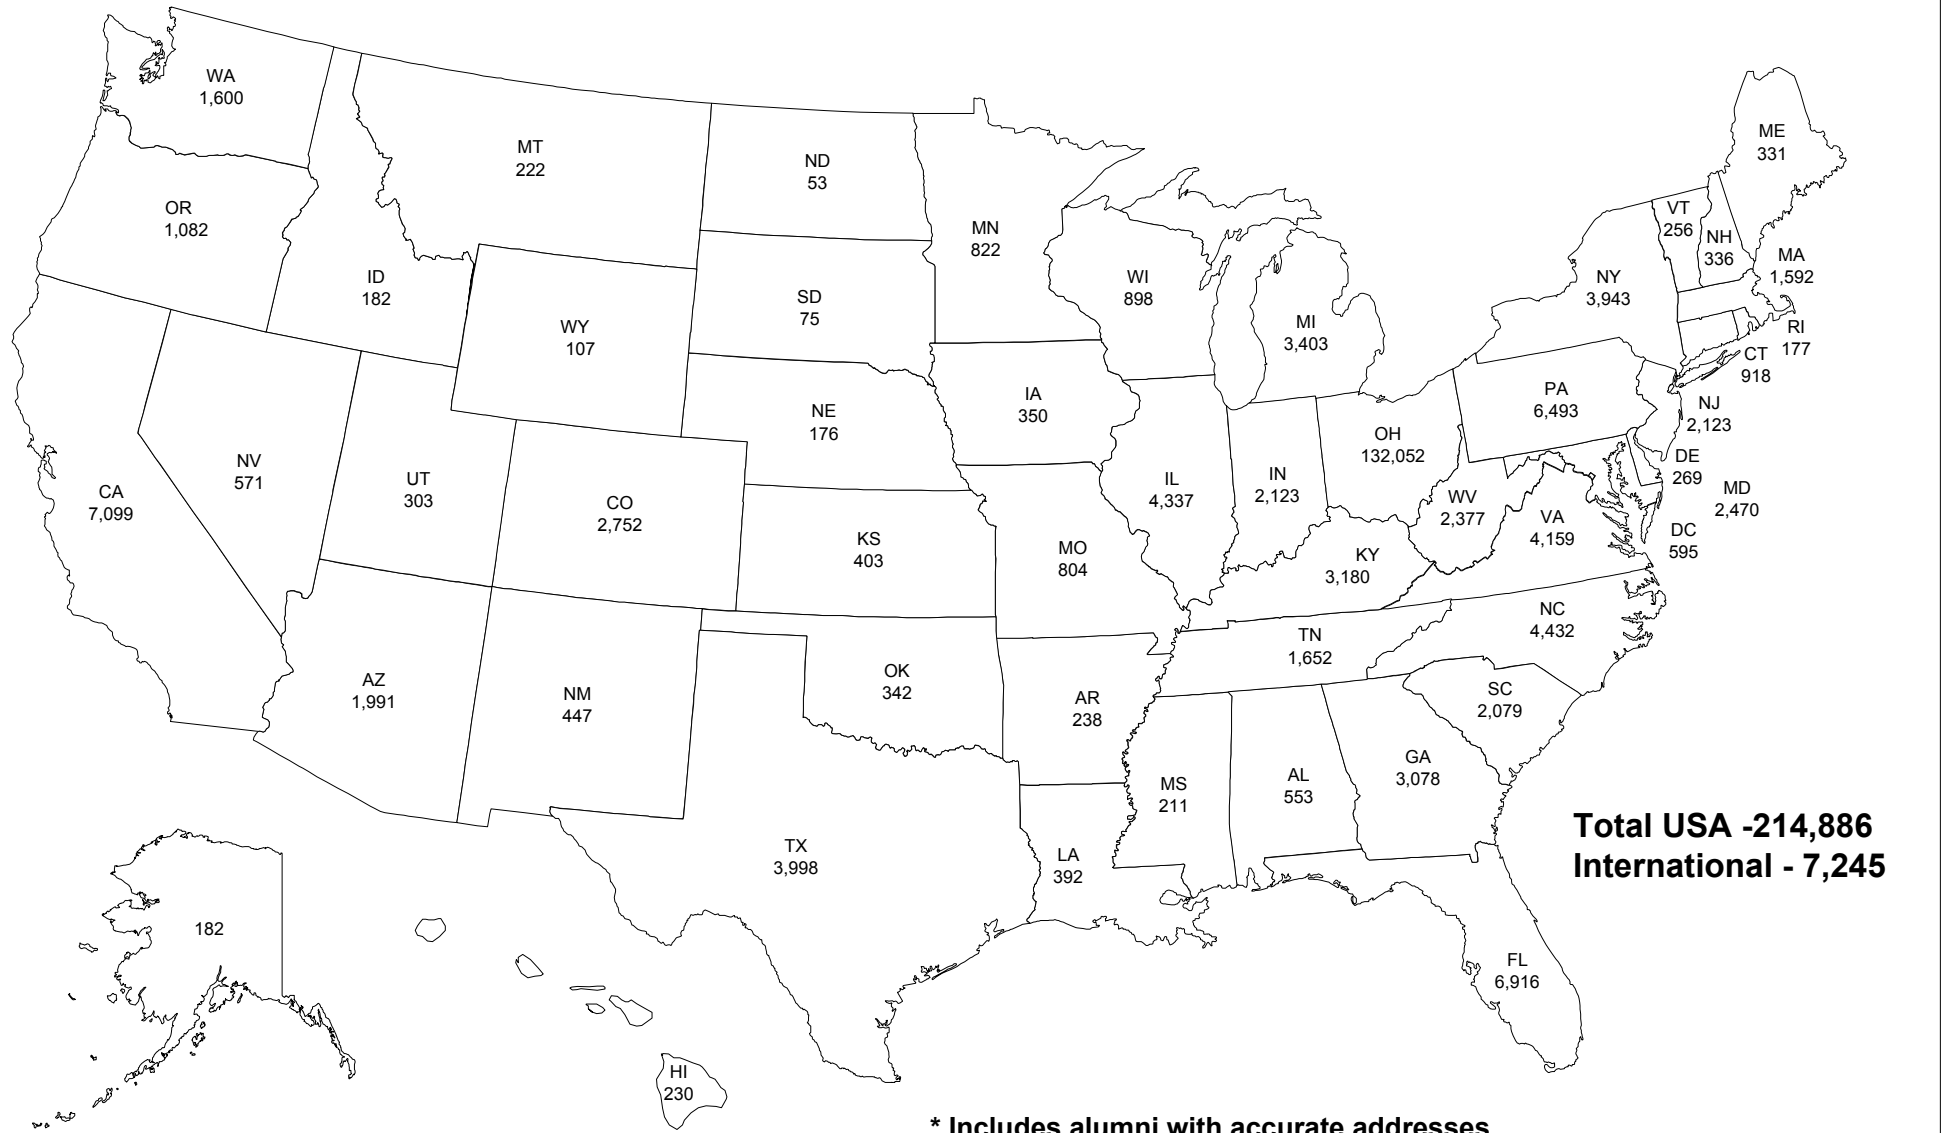 WA
1,600
MT
222
ND
53
ME
331
OR
1,082
MN
822
VT
256
NH
336
MA
1,592
ID
182
WI
898
NY
3,943
SD
75
WY
107
MI
3,403
RI
177
CT
918
PA
6,493
IA
350
NE
176
NJ
2,123
OH
132,052
NV
571
UT
303
CA
7,099
CO
2,752
IL
4,337
IN
2,123
WV
2,377
DE
269
MD
2,470
VA
4,159
DC
595
KS
403
MO
804
KY
3,180
NC
4,432
TN
1,652
AZ
1,991
NM
447
OK
342
AR
238
SC
2,079
GA
3,078
MS
211
AL
553
TX
3,998
LA
392
Total USA -214,886
International - 7,245
182
FL
6,916
HI
230
* Includes alumni with accurate addresses